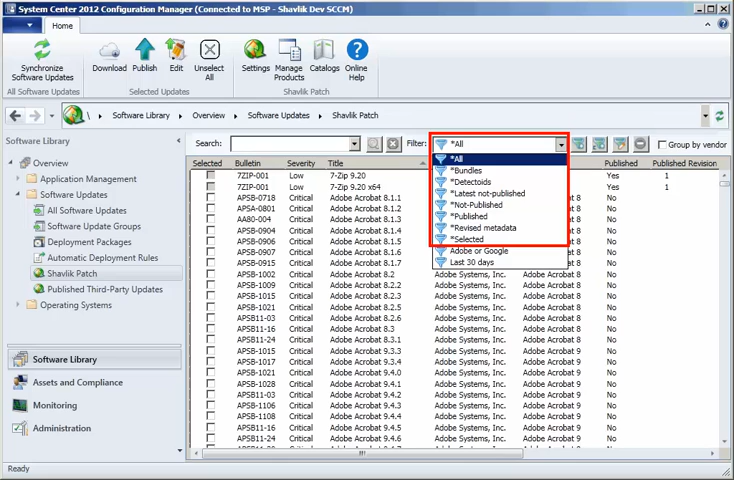 System Center 2012 Configuration Manager (Connected to MSP - Shavlik Dev SCCM)
Home
Synchronize Software Updates
Download
Publish
Edit
Unselect All
Settings
Manage Products
Catalogs
Online Help
All Software Updates
Selected Updates
Shavlik Patch
\ Software Library Overview Software Updates Shavlik Patch
Software Library
Overview
Application Management
Software Updates
All Software Updates
Software Update Groups
Deployment Packages
Automatic Deployment Rules
Shavlik Patch
Published Third-Party Updates
Operating Systems
Software Library
Assets and Compliance
Monitoring
Administration
Search:
Filter: *All
Group by vendor
*All
*Bundles
*Detectoids
*Latest not-published
*Not-Published
*Published
*Revised metadata
*Selected
Adobe or Google
Last 30 days
Selected Bulletin Severity Title Published Published Revision
7ZIP-001 Low 7-Zip 9.20 Yes 1
7ZIP-001 Low 7-Zip 9.20 x64 Yes 1
APSB-0718 Critical Adobe Acrobat 8.1.1 8 No
APSB-0801 Critical Adobe Acrobat 8.1.2 8 No
AA80-004 Critical Adobe Acrobat 8.1.3 8 No
APSB-0904 Critical Adobe Acrobat 8.1.4 8 No
APSB-0906 Critical Adobe Acrobat 8.1.5 8 No
APSB-0907 Critical Adobe Acrobat 8.1.6 8 No
APSB-0915 Critical Adobe Acrobat 8.1.7 8 No
APSB-1002 Critical Adobe Acrobat 8.2 Adobe Systems, Inc. Adobe Acrobat 8 No
APSB-1009 Critical Adobe Acrobat 8.2.2 Adobe Systems, Inc. Adobe Acrobat 8 No
APSB-1015 Critical Adobe Acrobat 8.2.3 Adobe Systems, Inc. Adobe Acrobat 8 No
APSB-1021 Critical Adobe Acrobat 8.2.5 Adobe Systems, Inc. Adobe Acrobat 8 No
APSB11-03 Critical Adobe Acrobat 8.2.6 Adobe Systems, Inc. Adobe Acrobat 8 No
APSB11-16 Critical Adobe Acrobat 8.3 Adobe Systems, Inc. Adobe Acrobat 8 No
APSB11-24 Critical Adobe Acrobat 8.3.1 Adobe Systems, Inc. Adobe Acrobat 8 No
APSB-1015 Critical Adobe Acrobat 9.3.3 Adobe Systems, Inc. Adobe Acrobat 9 No
APSB-1017 Critical Adobe Acrobat 9.3.4 Adobe Systems, Inc. Adobe Acrobat 9 No
APSB-1021 Critical Adobe Acrobat 9.4.0 Adobe Systems, Inc. Adobe Acrobat 9 No
APSB-1028 Critical Adobe Acrobat 9.4.1 Adobe Systems, Inc. Adobe Acrobat 9 No
APSB11-03 Critical Adobe Acrobat 9.4.2 Adobe Systems, Inc. Adobe Acrobat 9 No
APSB-1106 Critical Adobe Acrobat 9.4.3 Adobe Systems, Inc. Adobe Acrobat 9 No
APSB-1108 Critical Adobe Acrobat 9.4.4 Adobe Systems, Inc. Adobe Acrobat 9 No
APSB11-16 Critical Adobe Acrobat 9.4.5 Adobe Systems, Inc. Adobe Acrobat 9 No
APSB11-24 Critical Adobe Acrobat 9.4.6 Adobe Systems, Inc. Adobe Acrobat 9 No
Ready